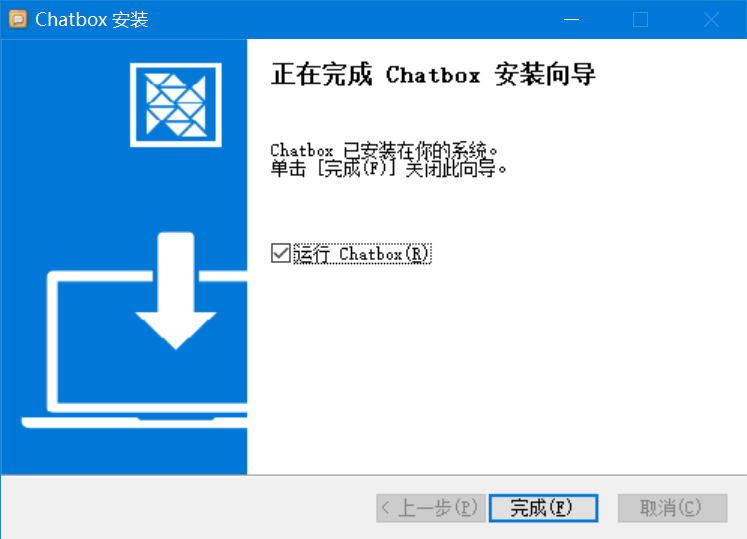 Chatbox 安装
正在完成 Chatbox 安装向导
Chatbox 已安装在你的系统。
单击 [完成(F)] 关闭此向导。
运行 Chatbox(R)
< 上一步(P)
完成(F)
取消(C)